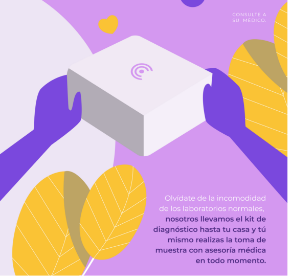 CONSULTE A
SU MÉDICO.
Olvídate de la incomodidad
de los laboratorios normales,
nosotros llevamos el kit de
diagnóstico hasta tu casa y tú
mismo realizas la toma de
muestra con asesoría médica
en todo momento.